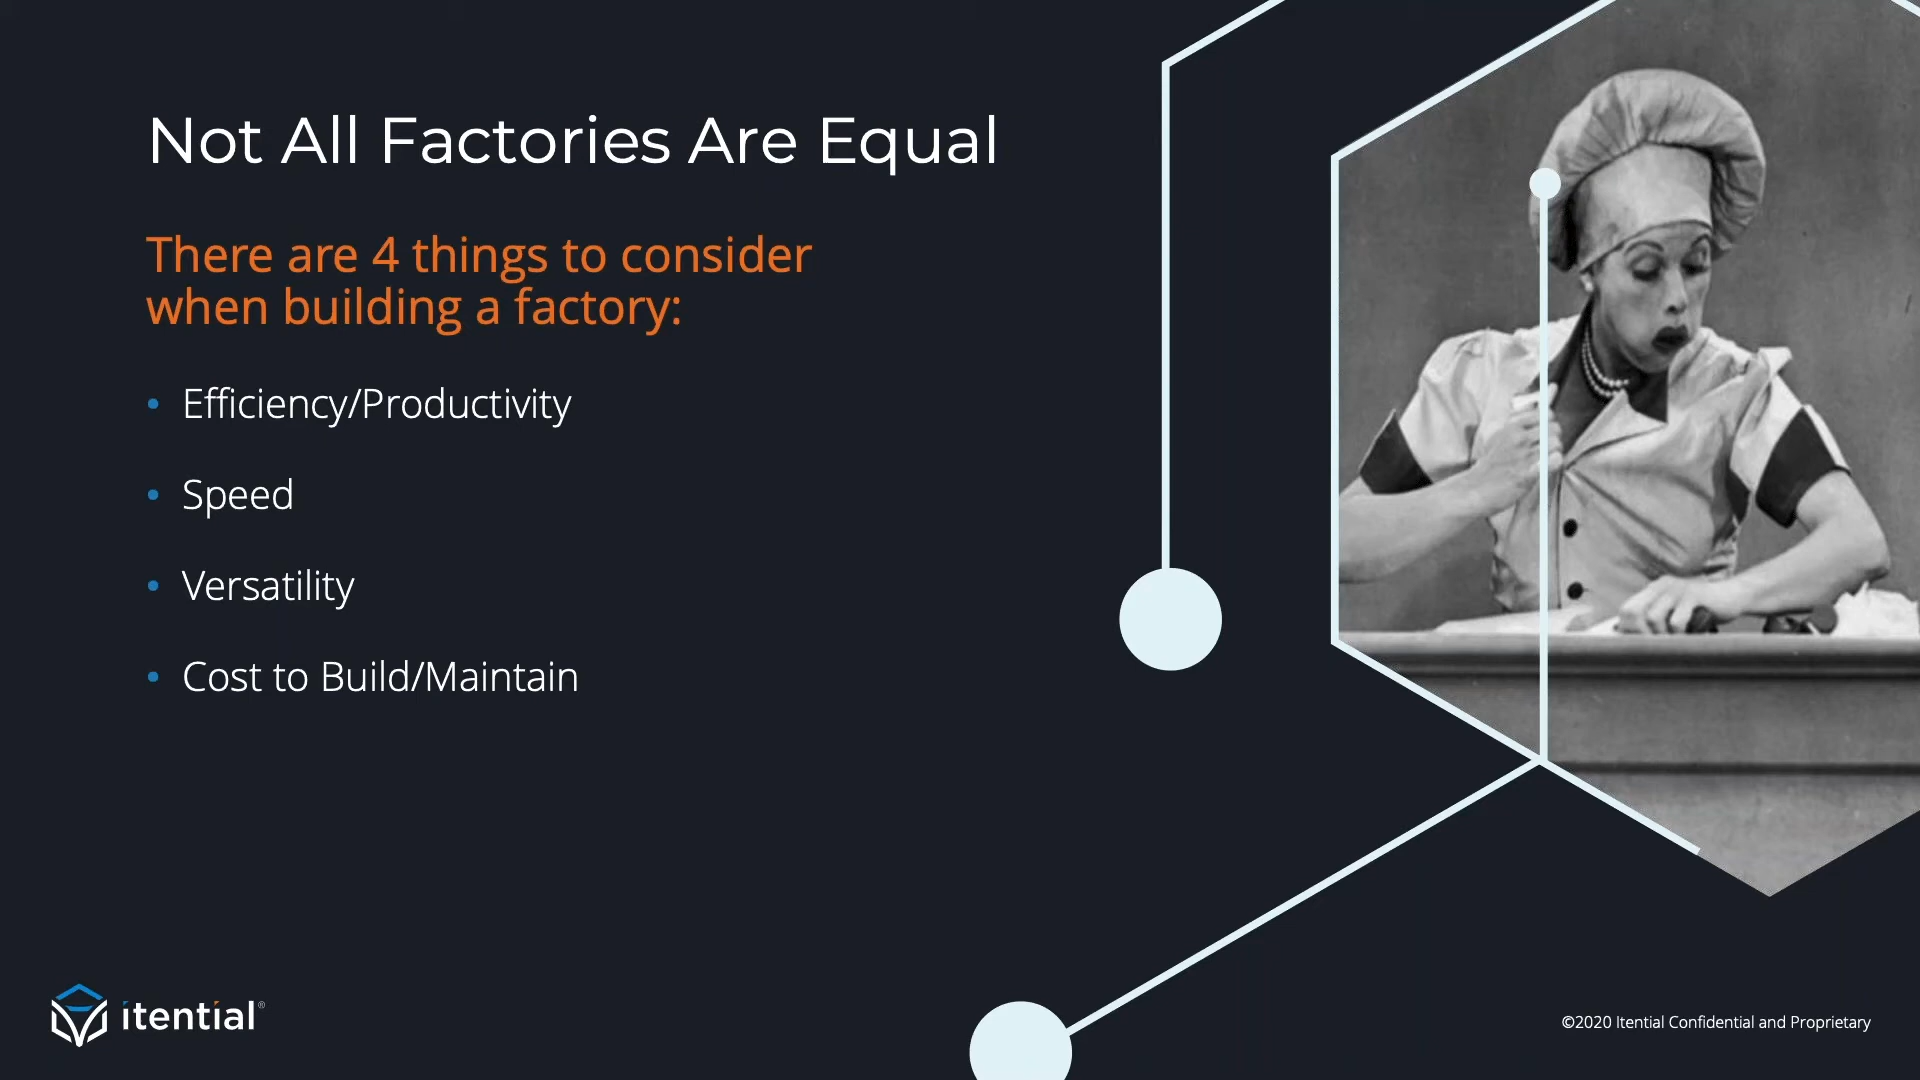 Not All Factories Are Equal
There are 4 things to consider
when building a factory:
• Efficiency/Productivity
• Speed
• Versatility
• Cost to Build/Maintain
itential®
©2020 Itential Confidential and Proprietary